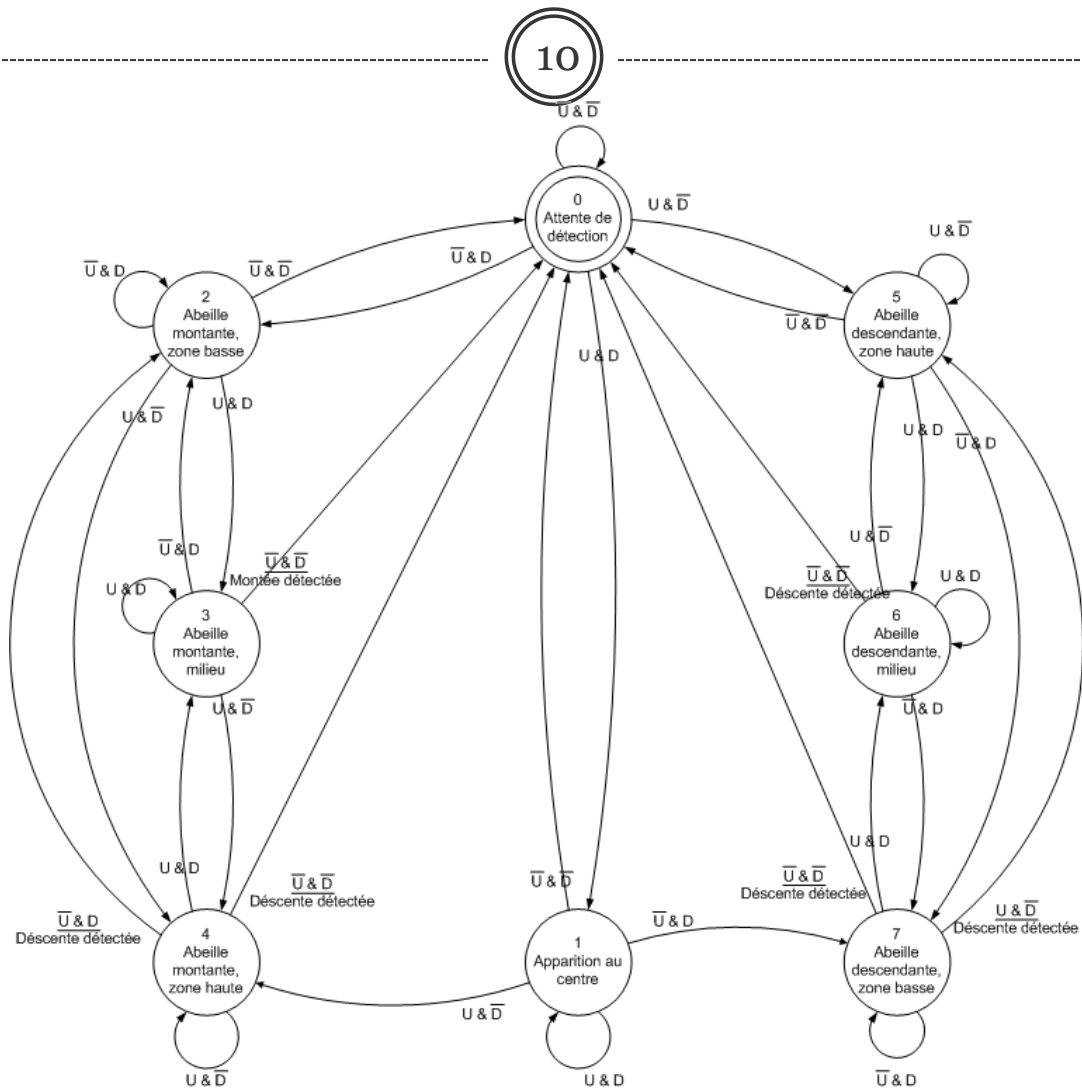 10
U̅ & D̅
0
Attente de
détection
U & D̅
U̅ & D
U & D̅
U̅ & D
U̅ & D̅
2
Abeille
montante,
zone basse
5
Abeille
descendante,
zone haute
U̅ & D̅
U & D
U & D̅
U & D
U & D
U̅ & D
U̅ & D
U & D̅
U̅ & D̅
Montée détectée
U̅ & D̅
Déscente détectée
U & D
3
Abeille
montante,
milieu
6
Abeille
descendante,
milieu
U & D
U & D̅
U̅ & D
U & D
U & D
U̅ & D̅
Déscente détectée
U̅ & D̅
U̅ & D̅
Déscente détectée
U̅ & D
Déscente détectée
4
Abeille
montante,
zone haute
1
Apparition au
centre
U̅ & D
7
Abeille
descendante,
zone basse
U & D̅
Déscente détectée
U & D̅
U & D̅
U & D
U̅ & D